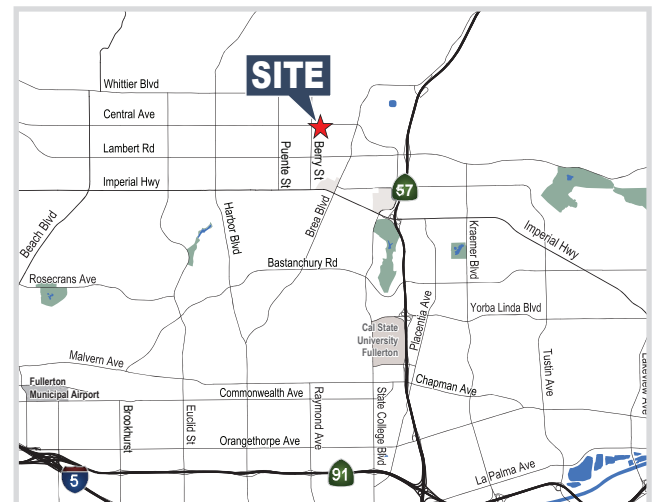 SITE
Whittier Blvd
Central Ave
Lambert Rd
Imperial Hwy
Puente St
Berry St
57
Beach Blvd
Harbor Blvd
Brea Blvd
Kraemer Blvd
Imperial Hwy
Bastanchury Rd
Rosecrans Ave
Placentia Ave
Yorba Linda Blvd
Cal State
University
Fullerton
Malvern Ave
Tustin Ave
Lakeview Ave
Fullerton
Municipal Airport
Chapman Ave
Commonwealth Ave
Raymond Ave
State College Blvd
Brookhurst
Euclid St
Orangethorpe Ave
La Palma Ave
5
91